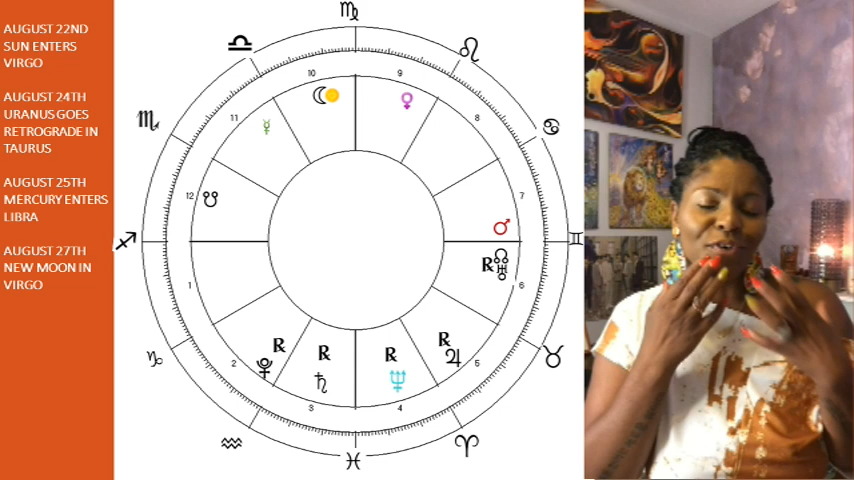 AUGUST 22ND
SUN ENTERS
VIRGO
AUGUST 24TH
URANUS GOES
RETROGRADE IN
TAURUS
AUGUST 25TH
MERCURY ENTERS
LIBRA
AUGUST 27TH
NEW MOON IN
VIRGO
♍
♎ ♌
10 9
☽ ☉ ♀
♏ 11 ☿ 8 ♋
12 ☋ 7
♂
♐ ♊
℞ ☊
♅
1 6
℞ ℞ ℞ ℞
♑ 2 ♇ ♄ ♆ ♃ 5 ♉
3 4
♒ ♈
♓